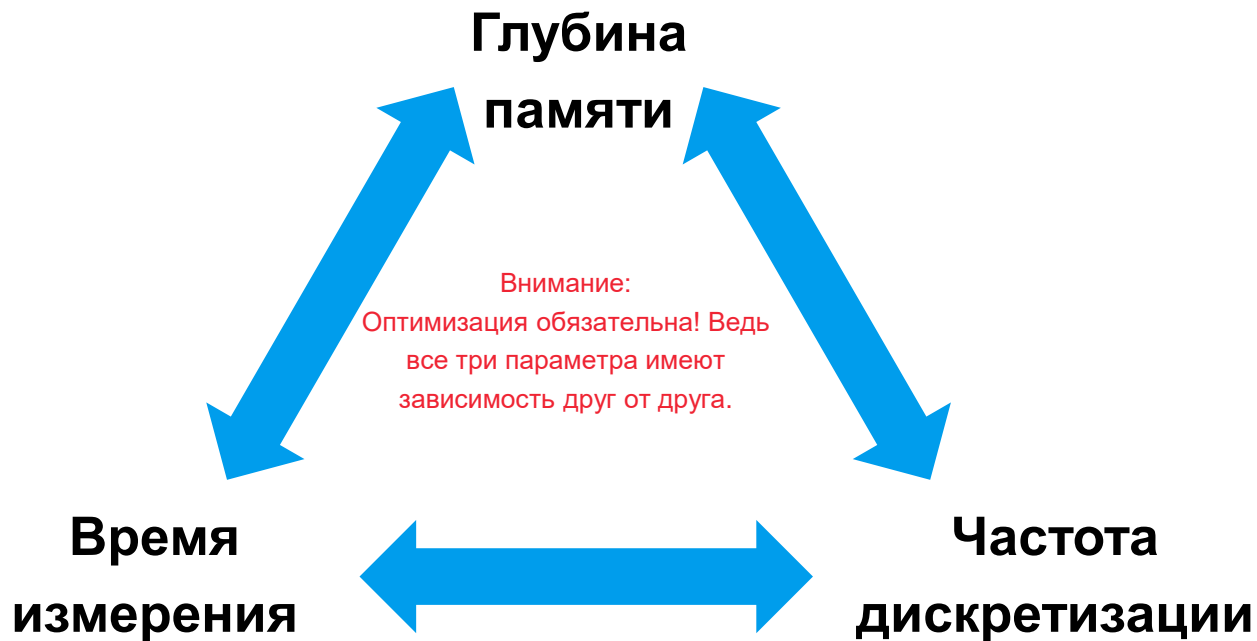 Глубина
памяти
Внимание:
Оптимизация обязательна! Ведь
все три параметра имеют
зависимость друг от друга.
Время
измерения
Частота
дискретизации